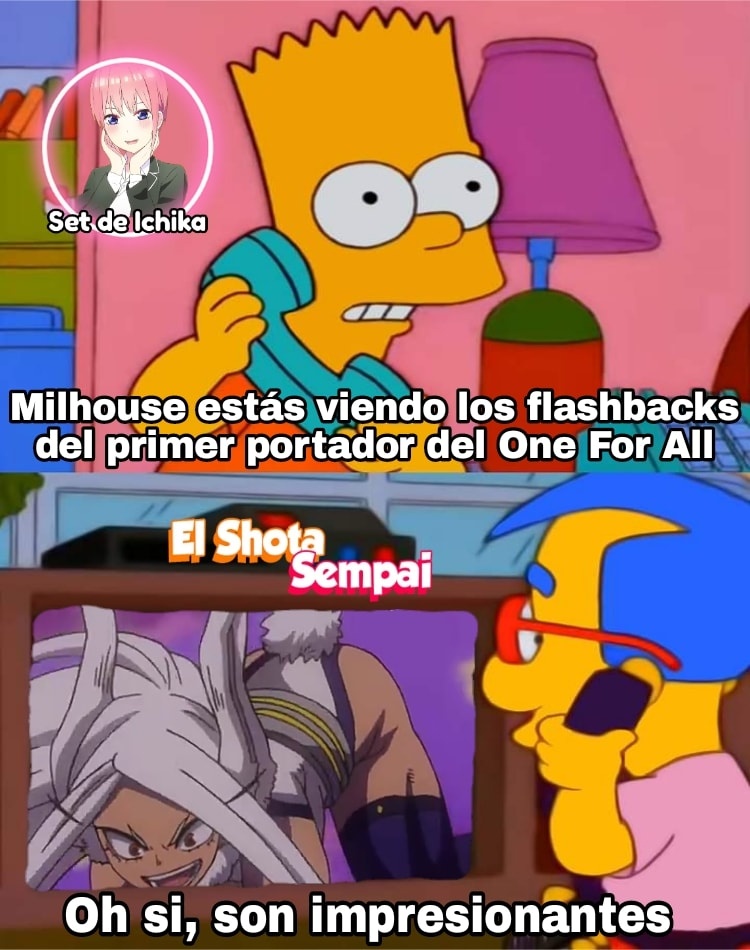 Set de Ichika
Milhouse estás viendo los flashbacks
del primer portador del One For All
El Shota
Sempai
Oh si, son impresionantes